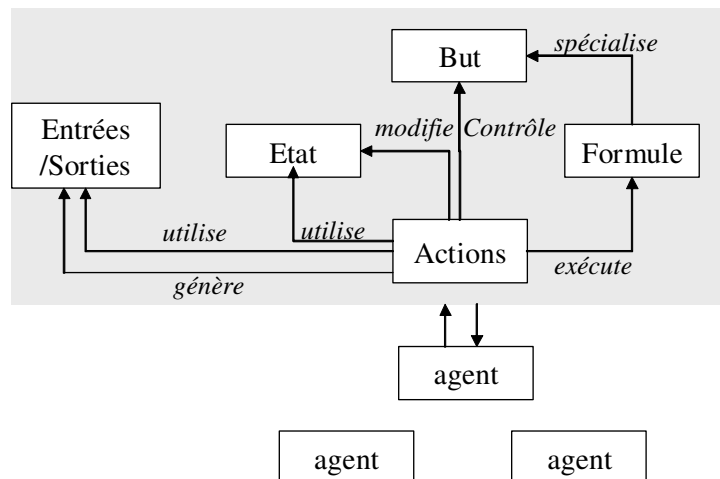 spécialise
But
Entrées
/Sorties
Etat
modifie
Contrôle
Formule
utilise
utilise
Actions
exécute
génère
agent
agent
agent